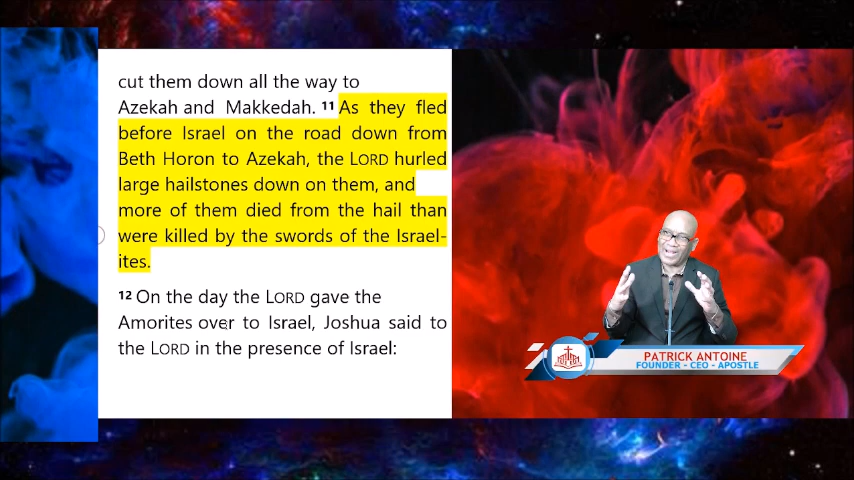 cut them down all the way to
Azekah and Makkedah. 11 As they fled
before Israel on the road down from
Beth Horon to Azekah, the LORD hurled
large hailstones down on them, and
more of them died from the hail than
were killed by the swords of the Israel-
ites.
12 On the day the LORD gave the
Amorites over to Israel, Joshua said to
the LORD in the presence of Israel:
PATRICK ANTOINE
FOUNDER - CEO - APOSTLE